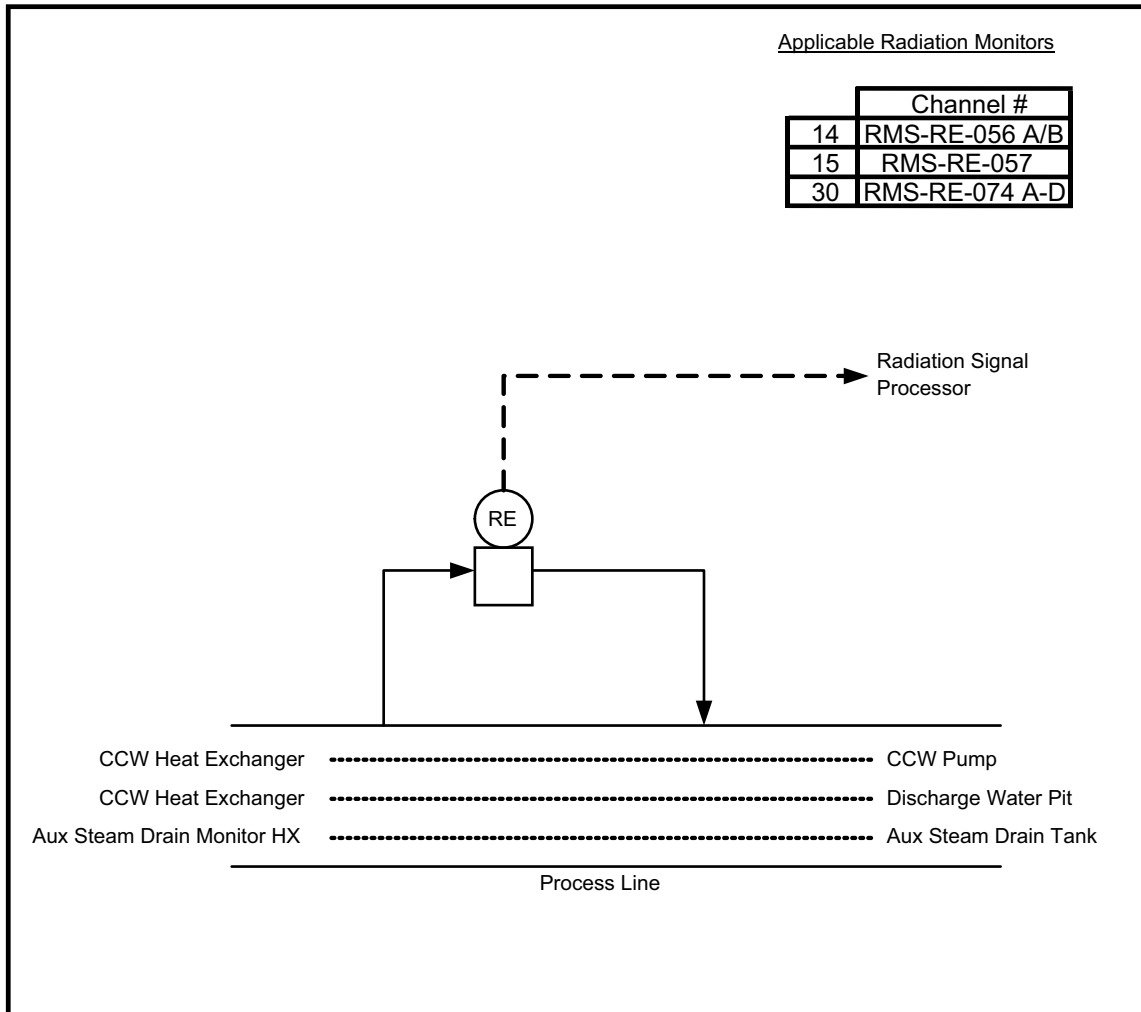 Applicable Radiation Monitors
Channel #
14 RMS-RE-056 A/B
15 RMS-RE-057
30 RMS-RE-074 A-D
Radiation Signal
Processor
RE
CCW Heat Exchanger CCW Pump
CCW Heat Exchanger Discharge Water Pit
Aux Steam Drain Monitor HX Aux Steam Drain Tank
Process Line